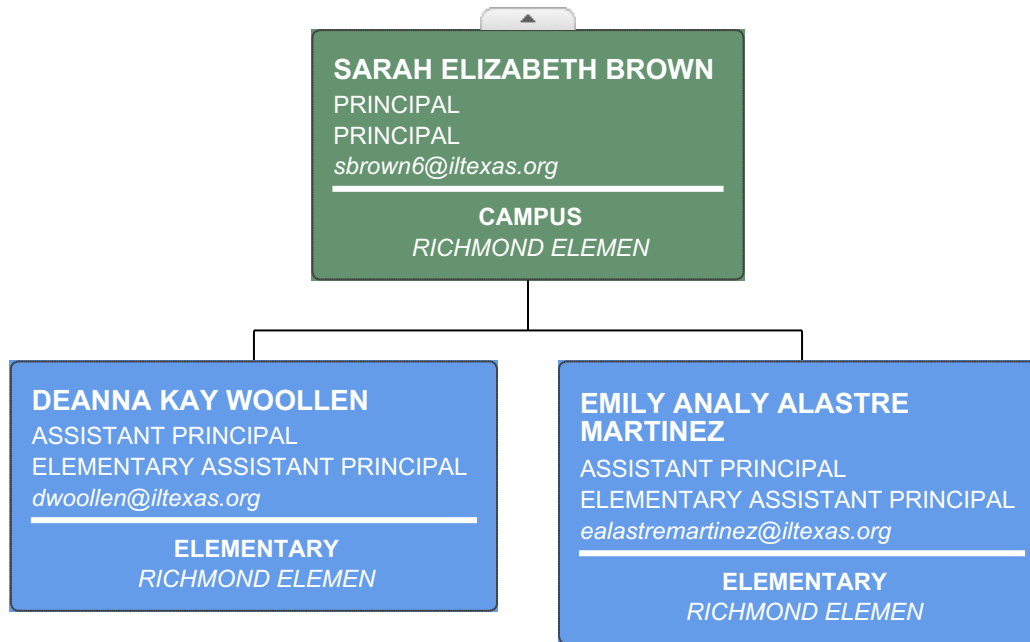 SARAH ELIZABETH BROWN
PRINCIPAL
PRINCIPAL
sbrown6@iltexas.org
CAMPUS
RICHMOND ELEMEN
DEANNA KAY WOOLLEN
ASSISTANT PRINCIPAL
ELEMENTARY ASSISTANT PRINCIPAL
dwoollen@iltexas.org
ELEMENTARY
RICHMOND ELEMEN
EMILY ANALY ALASTRE
MARTINEZ
ASSISTANT PRINCIPAL
ELEMENTARY ASSISTANT PRINCIPAL
ealastremartinez@iltexas.org
ELEMENTARY
RICHMOND ELEMEN